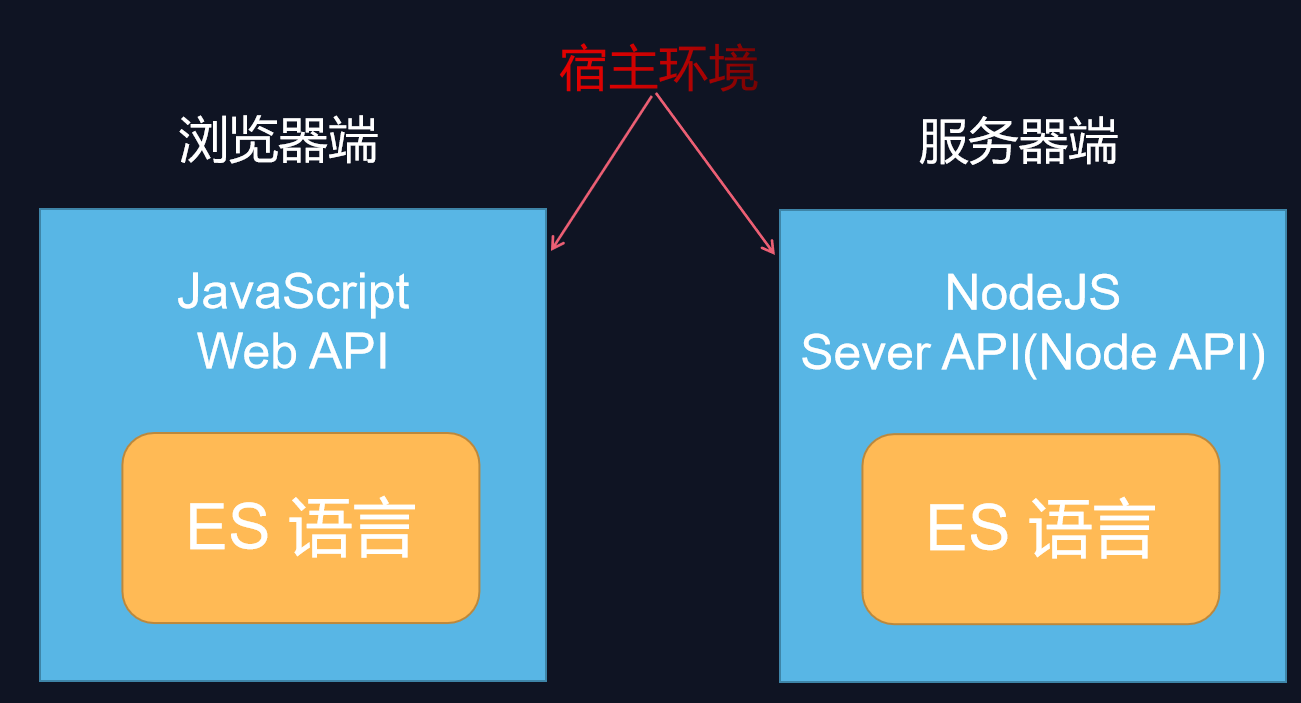 宿主环境
浏览器端
服务器端
JavaScript
Web API
NodeJS
Sever API(Node API)
ES 语言
ES 语言